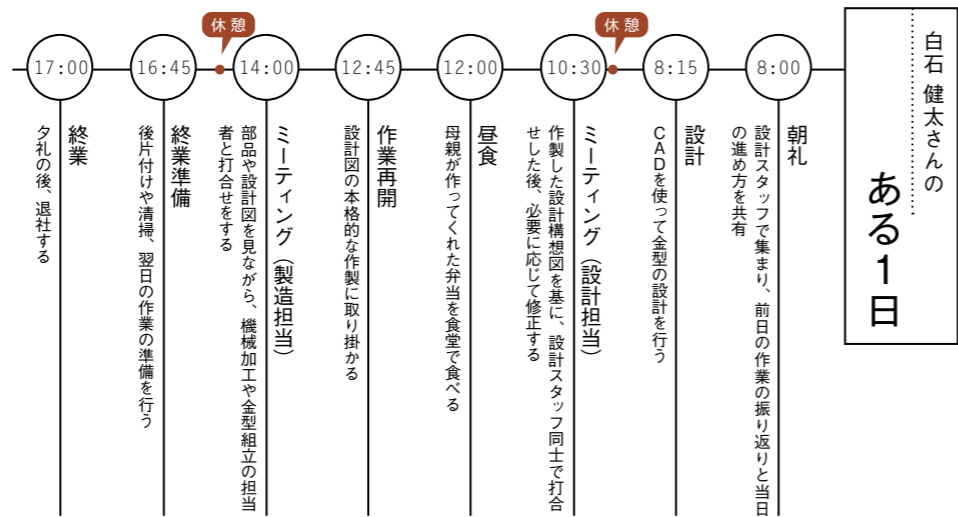 白石 健太さんの
ある1日
8:00
朝礼
設計スタッフで集まり、前日の作業の振り返りと当日
の進め方を共有
8:15
設計
CADを使って金型の設計を行う
休憩
10:30
ミーティング（設計担当）
作製した設計構想図を基に、設計スタッフ同士で打合
せした後、必要に応じて修正する
12:00
昼食
母親が作ってくれた弁当を食堂で食べる
12:45
作業再開
設計図の本格的な作製に取り掛かる
14:00
ミーティング（製造担当）
部品や設計図を見ながら、機械加工や金型組立の担当
者と打合せをする
休憩
16:45
終業準備
後片付けや清掃、翌日の作業の準備を行う
17:00
終業
夕礼の後、退社する